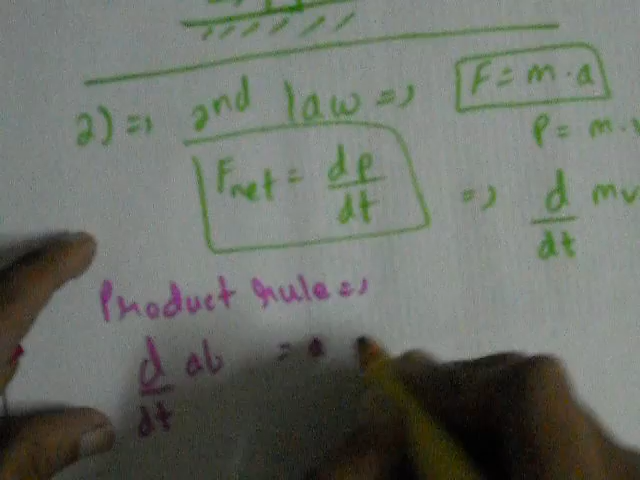 2) => 2nd law => F = m·a
P = m·v
Fnet = dp/dt => d/dt mv
Product rule =>
d/dt ab = a